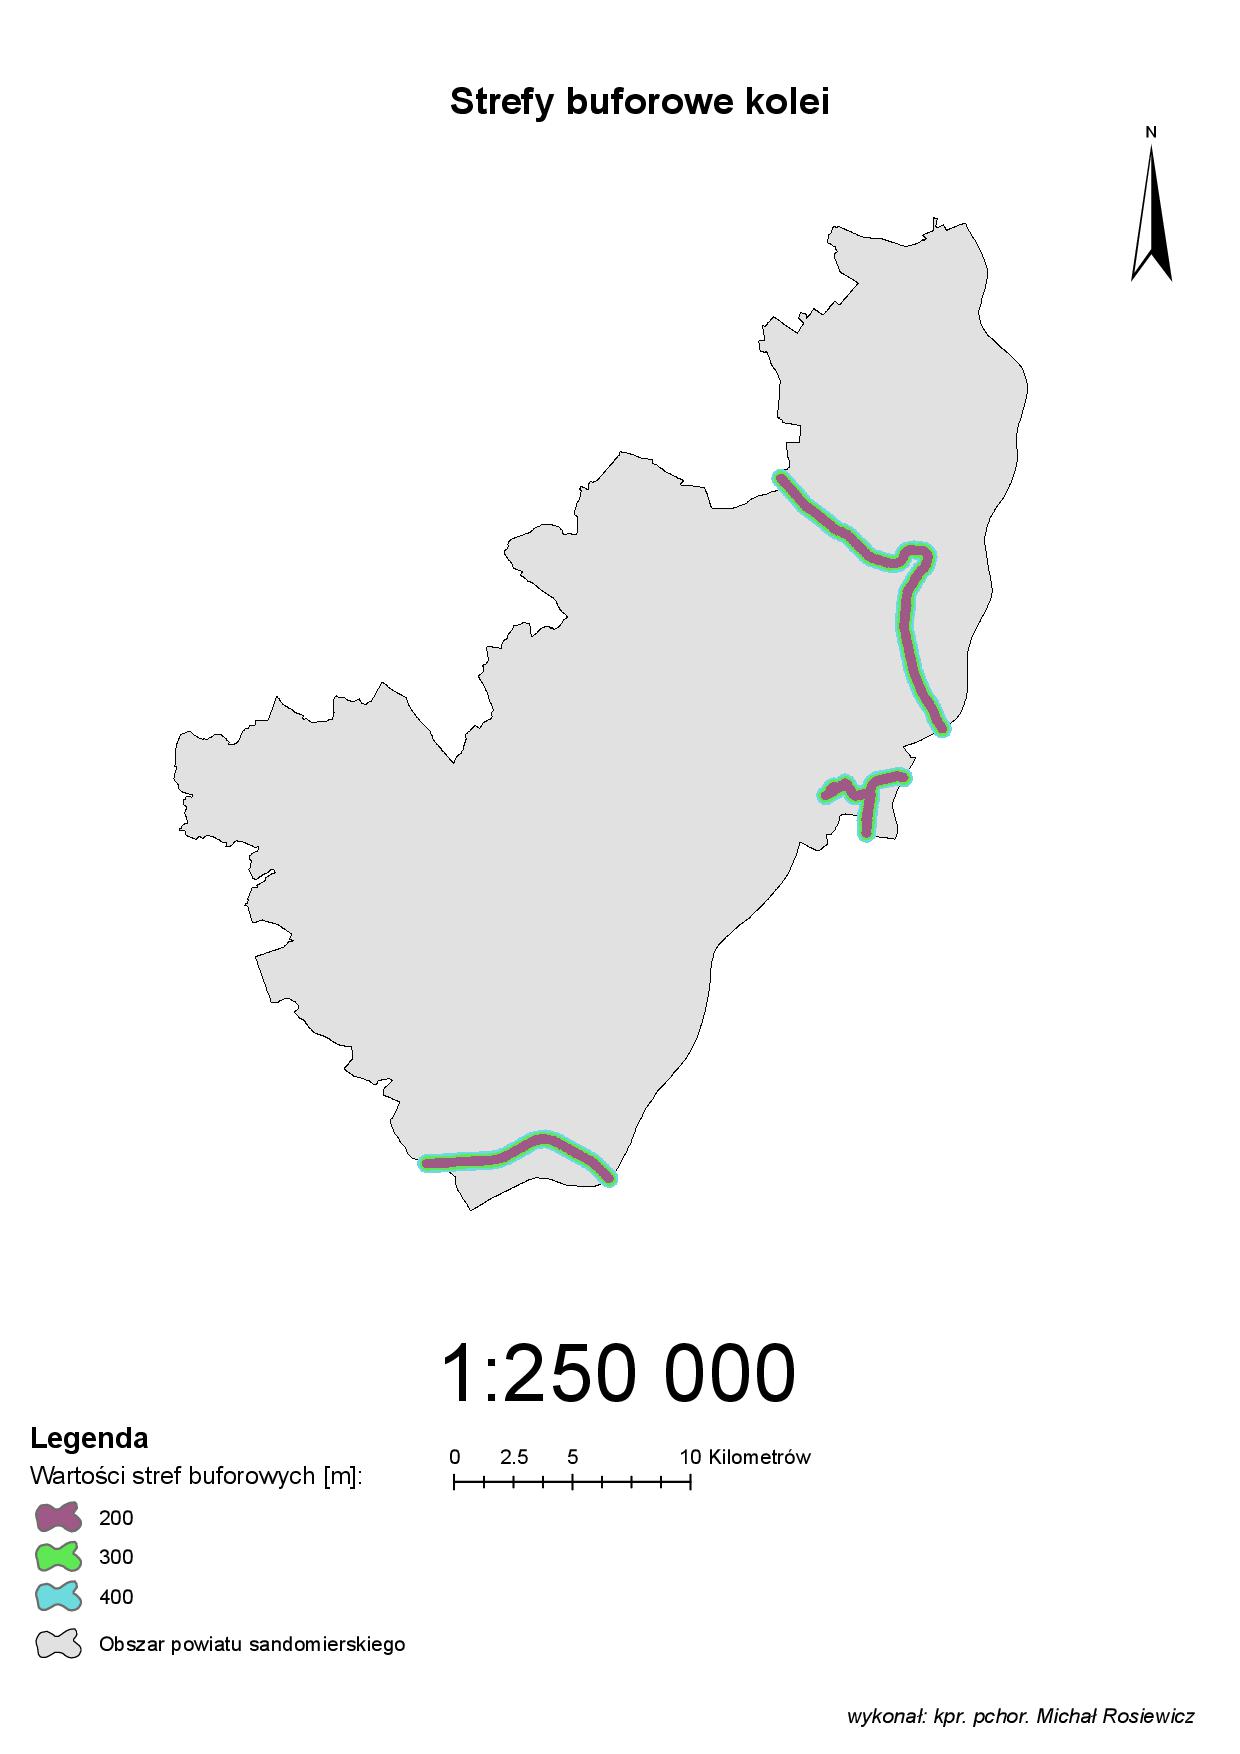 Strefy buforowe kolei
N
1:250 000
Legenda
Wartości stref buforowych [m]:
200
300
400
Obszar powiatu sandomierskiego
0 2.5 5 10 Kilometrów
wykonał: kpr. pchor. Michał Rosiewicz